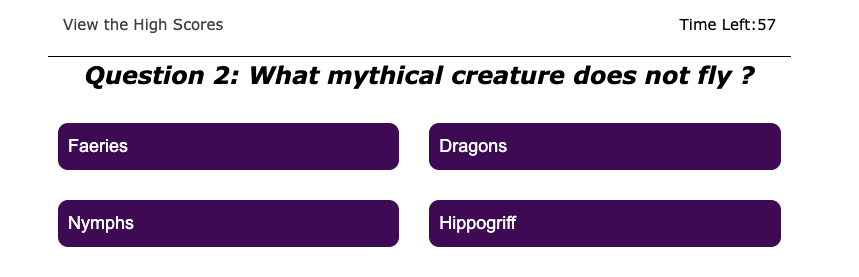 View the High Scores
Time Left:57
Question 2: What mythical creature does not fly ?
Faeries
Dragons
Nymphs
Hippogriff